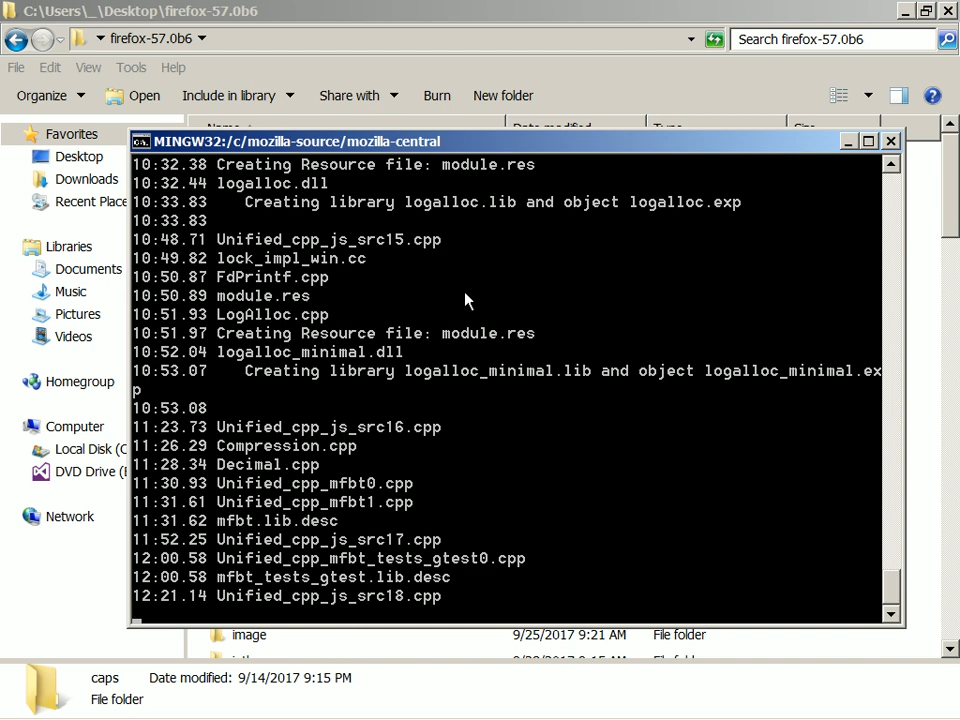 C:\Users\_\Desktop\firefox-57.0b6
firefox-57.0b6
Search firefox-57.0b6
File Edit View Tools Help
Organize Open Include in library Share with Burn New folder
Favorites
Desktop
Downloads
Recent Place
Libraries
Documents
Music
Pictures
Videos
Homegroup
Computer
Local Disk (C
DVD Drive (
Network
MINGW32:/c/mozilla-source/mozilla-central
10:32.38 Creating Resource file: module.res
10:32.44 logalloc.dll
10:33.83    Creating library logalloc.lib and object logalloc.exp
10:33.83
10:48.71 Unified_cpp_js_src15.cpp
10:49.82 lock_impl_win.cc
10:50.87 FdPrintf.cpp
10:50.89 module.res
10:51.93 LogAlloc.cpp
10:51.97 Creating Resource file: module.res
10:52.04 logalloc_minimal.dll
10:53.07    Creating library logalloc_minimal.lib and object logalloc_minimal.ex
p
10:53.08
11:23.73 Unified_cpp_js_src16.cpp
11:26.29 Compression.cpp
11:28.34 Decimal.cpp
11:30.93 Unified_cpp_mfbt0.cpp
11:31.61 Unified_cpp_mfbt1.cpp
11:31.62 mfbt.lib.desc
11:52.25 Unified_cpp_js_src17.cpp
12:00.58 Unified_cpp_mfbt_tests_gtest0.cpp
12:00.58 mfbt_tests_gtest.lib.desc
12:21.14 Unified_cpp_js_src18.cpp
image 9/25/2017 9:21 AM File folder
caps Date modified: 9/14/2017 9:15 PM
File folder